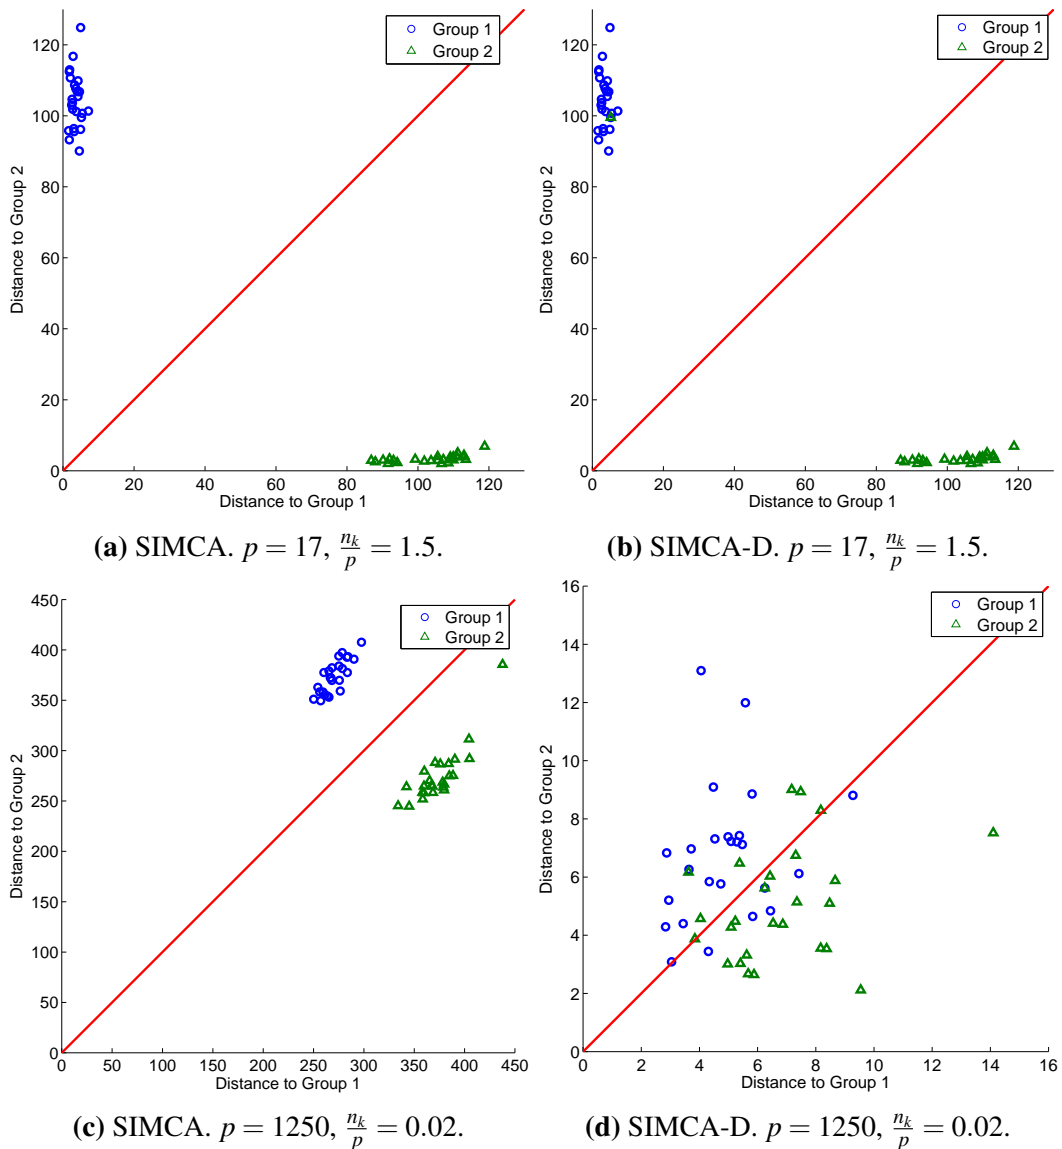 Group 1
Group 2
Distance to Group 2
120
100
80
60
40
20
0
0 20 40 60 80 100 120
Distance to Group 1
(a) SIMCA. p = 17, n_k/p = 1.5.
Group 1
Group 2
Distance to Group 2
120
100
80
60
40
20
0
0 20 40 60 80 100 120
Distance to Group 1
(b) SIMCA-D. p = 17, n_k/p = 1.5.
Group 1
Group 2
Distance to Group 2
450
400
350
300
250
200
150
100
50
0
0 50 100 150 200 250 300 350 400 450
Distance to Group 1
(c) SIMCA. p = 1250, n_k/p = 0.02.
Group 1
Group 2
Distance to Group 2
16
14
12
10
8
6
4
2
0
0 2 4 6 8 10 12 14 16
Distance to Group 1
(d) SIMCA-D. p = 1250, n_k/p = 0.02.